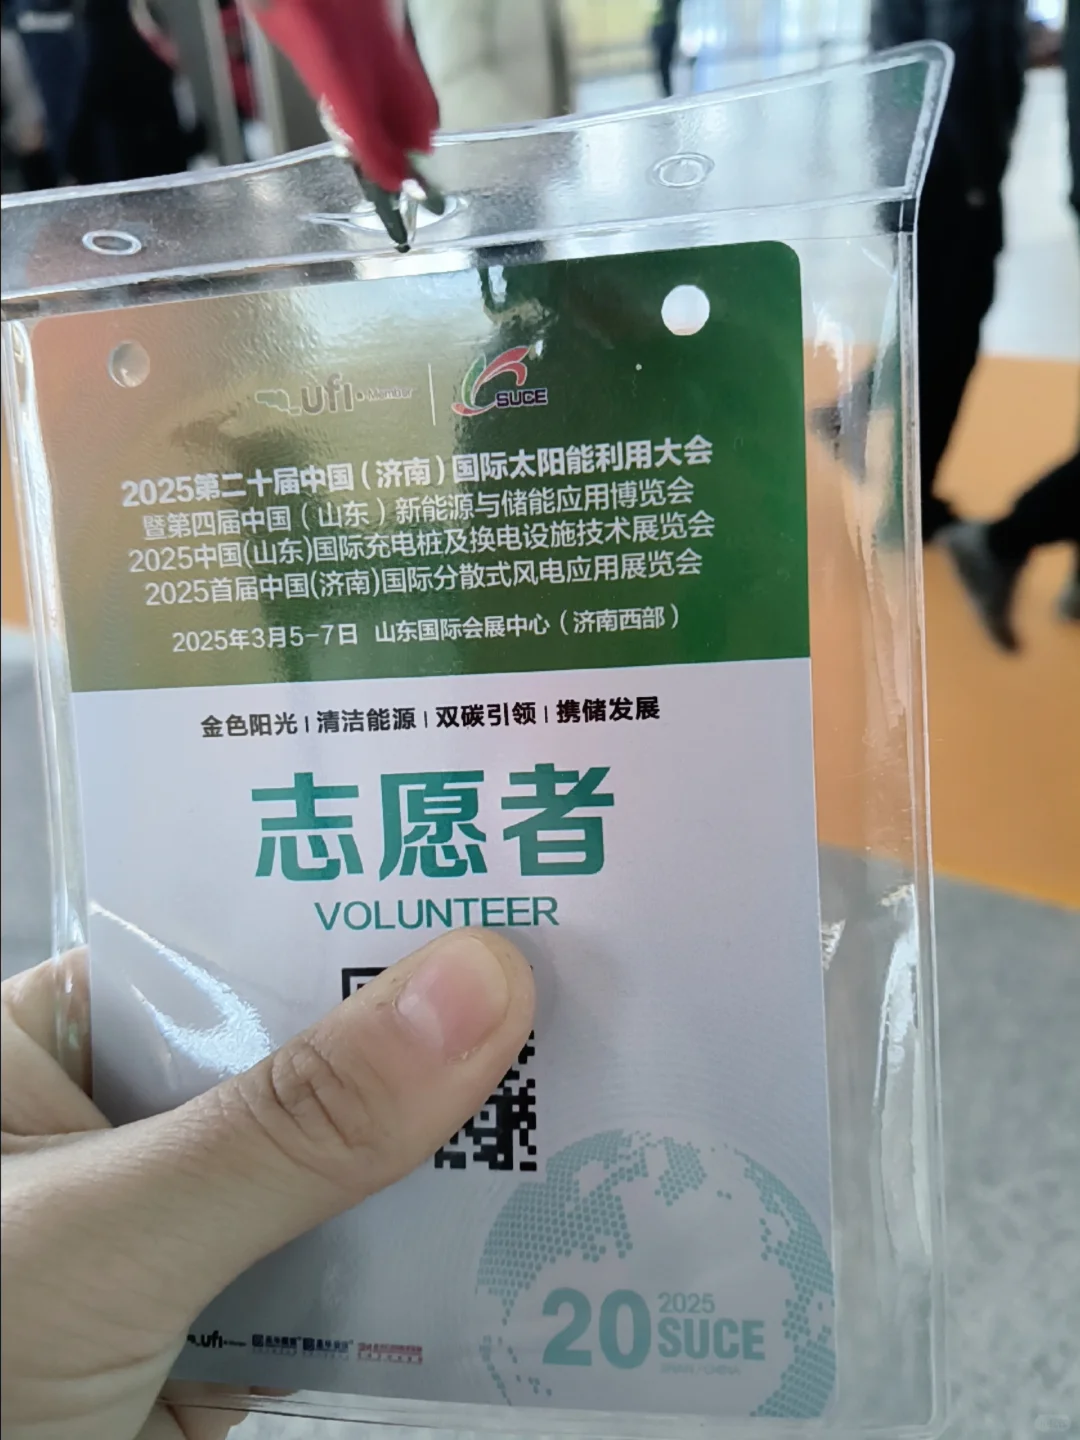 ufi Member
SUCE
2025第二十届中国（济南）国际太阳能利用大会
暨第四届中国（山东）新能源与储能应用博览会
2025中国(山东)国际充电桩及换电设施技术展览会
2025首届中国(济南)国际分散式风电应用展览会
2025年3月5-7日 山东国际会展中心（济南西部）
金色阳光|清洁能源|双碳引领|携储发展
志愿者
VOLUNTEER
20 2025 SUCE
ufi